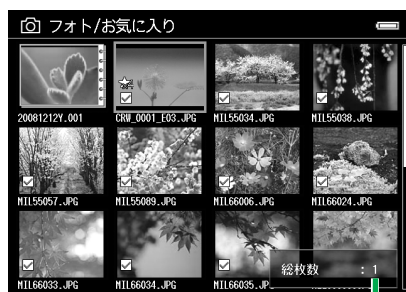 フォト/お気に入り
20081212Y.001 CRW_0001_E03.JPG MIL55034.JPG MIL55038.JPG
MIL55057.JPG MIL55089.JPG MIL66006.JPG MIL66024.JPG
MIL66033.JPG MIL66034.JPG MIL66035.JP
総枚数 : 1